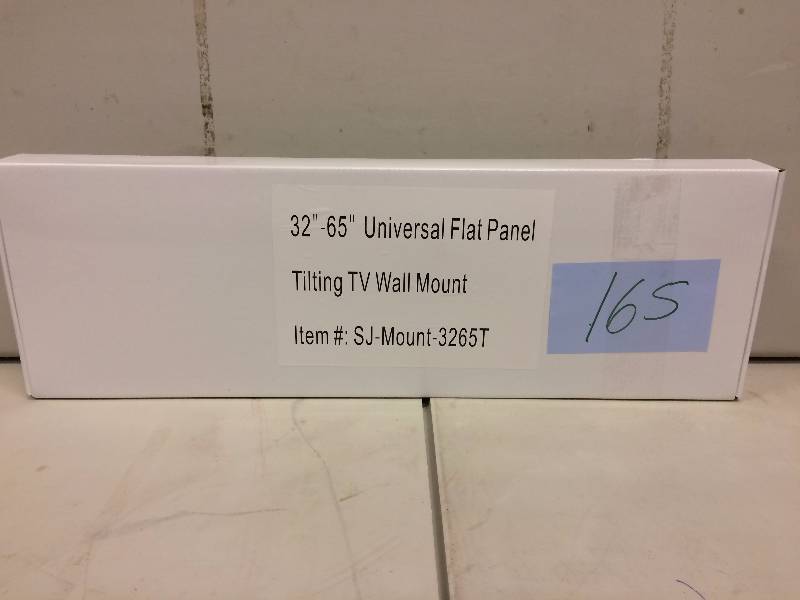 32"-65" Universal Flat Panel
Tilting TV Wall Mount
Item #: SJ-Mount-3265T
165